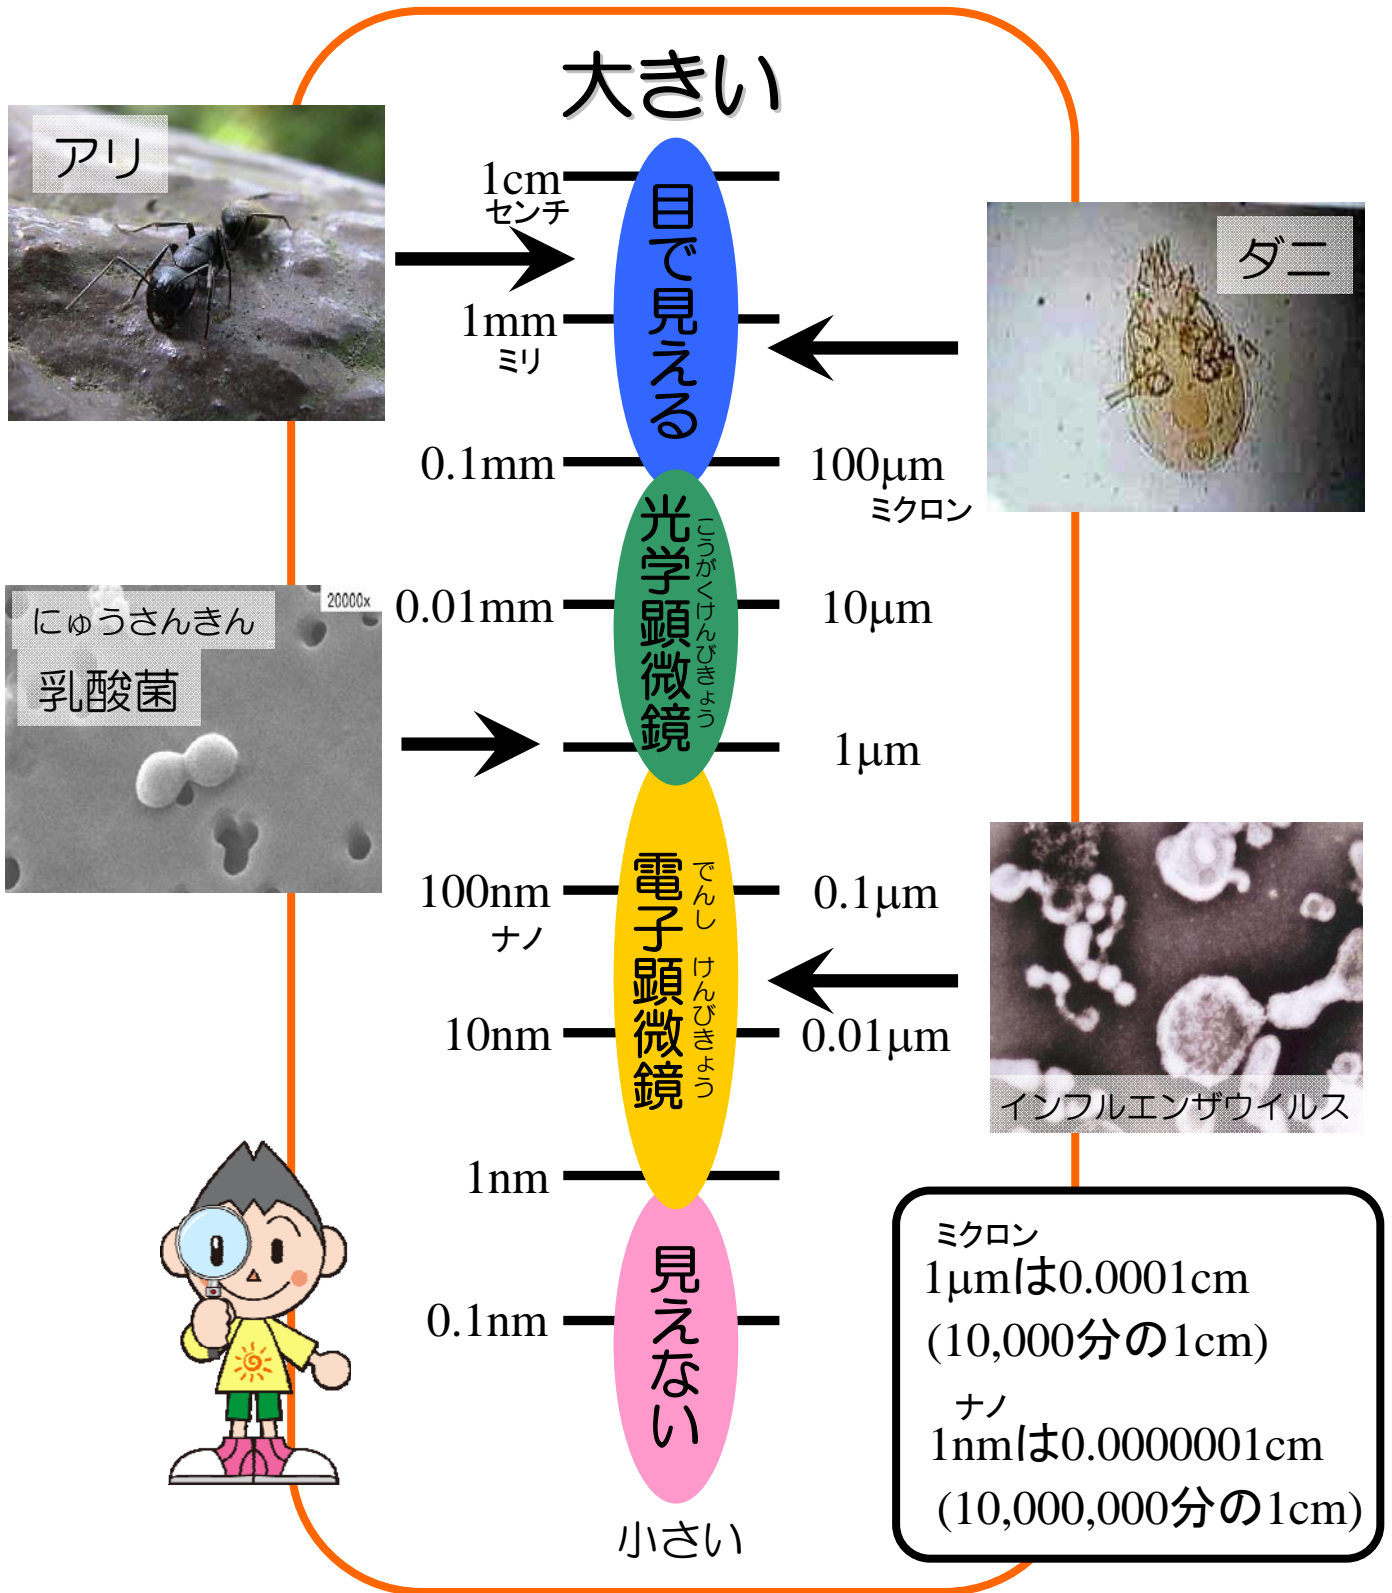 大きい
アリ
1cm
センチ
目で見える
ダニ
1mm
ミリ
0.1mm
100μm
ミクロン
光学顕微鏡
こうがくけんびきょう
20000x
にゅうさんきん
乳酸菌
0.01mm
10μm
1μm
電子顕微鏡
でんし けんびきょう
100nm
ナノ
0.1μm
10nm
0.01μm
インフルエンザウイルス
1nm
見えない
0.1nm
小さい
ミクロン
1μmは0.0001cm
(10,000分の1cm)
ナノ
1nmは0.0000001cm
(10,000,000分の1cm)